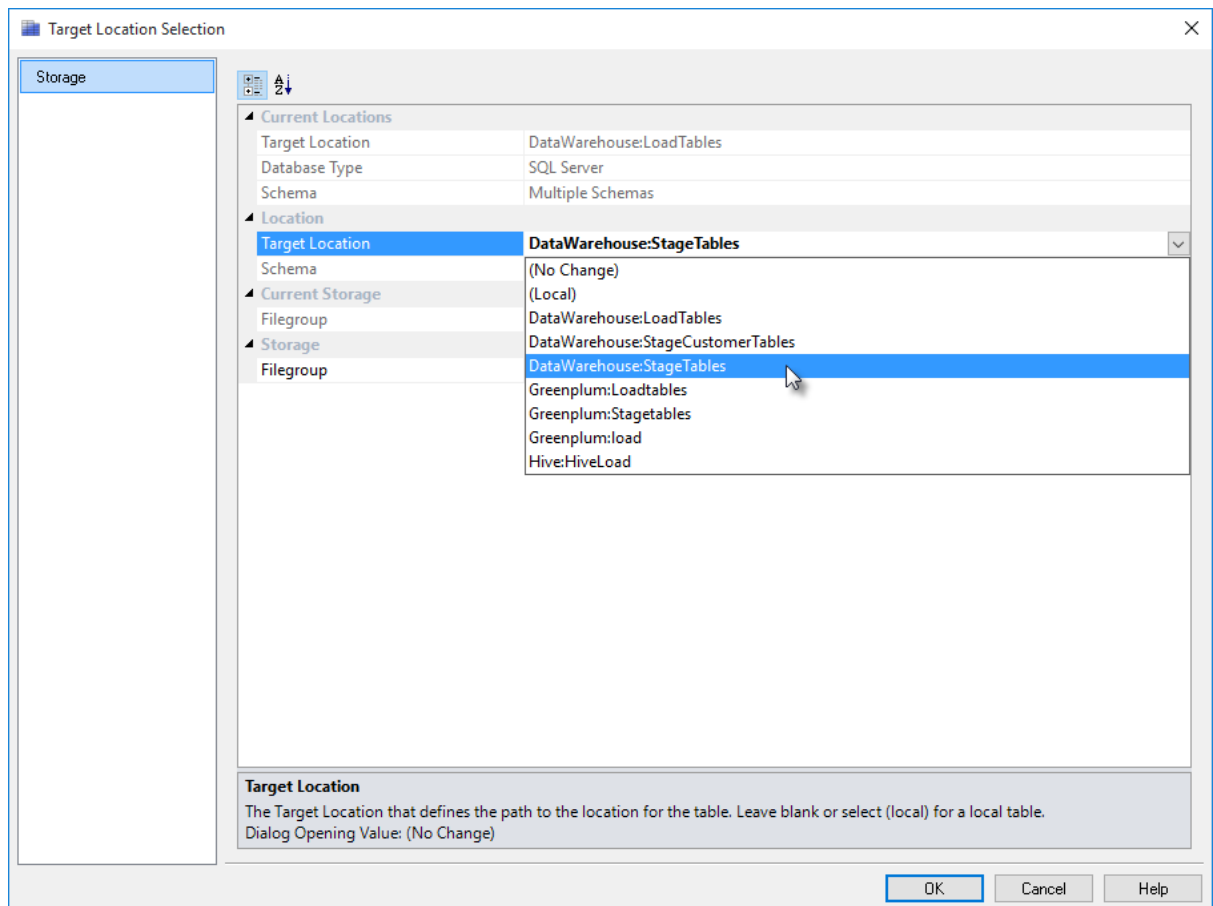 Target Location Selection
Storage
Current Locations
Target Location DataWarehouse:LoadTables
Database Type SQL Server
Schema Multiple Schemas
Location
Target Location DataWarehouse:StageTables
Schema (No Change)
(Local)
Current Storage
Filegroup DataWarehouse:LoadTables
Storage DataWarehouse:StageCustomerTables
Filegroup DataWarehouse:StageTables
Greenplum:Loadtables
Greenplum:Stagetables
Greenplum:load
Hive:HiveLoad
Target Location
The Target Location that defines the path to the location for the table. Leave blank or select (local) for a local table.
Dialog Opening Value: (No Change)
OK Cancel Help